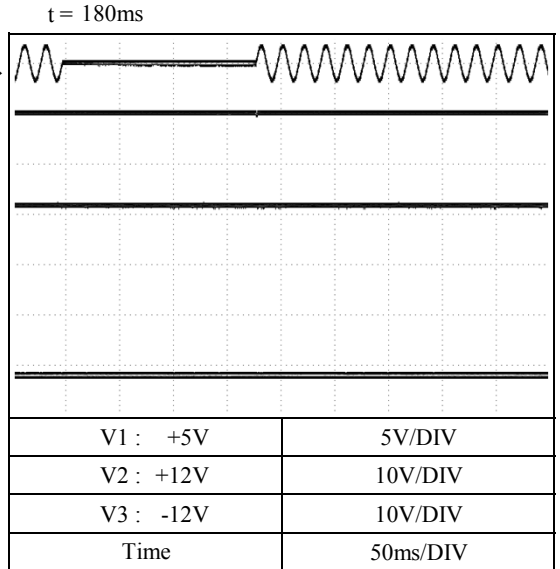 t = 180ms
V1 : +5V 5V/DIV
V2 : +12V 10V/DIV
V3 : -12V 10V/DIV
Time 50ms/DIV